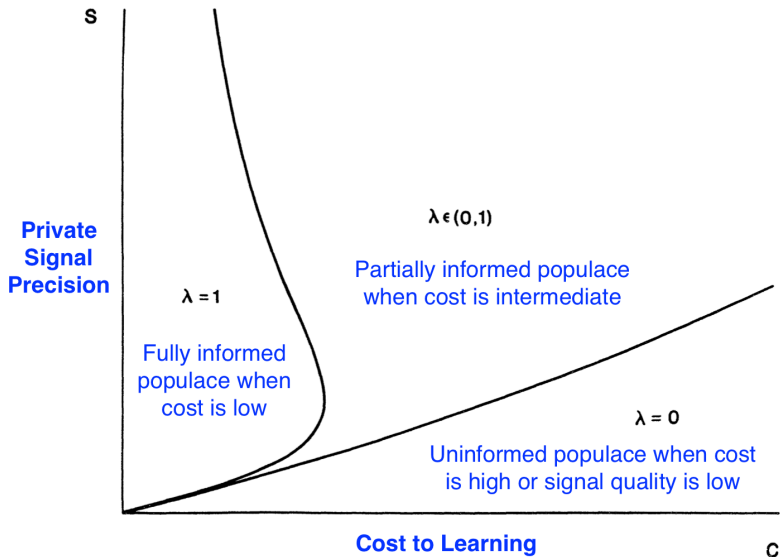 S
λ ϵ (0,1)
Private
Signal
Precision
Partially informed populace
when cost is intermediate
λ = 1
Fully informed
populace when
cost is low
λ = 0
Uninformed populace when cost
is high or signal quality is low
Cost to Learning
C